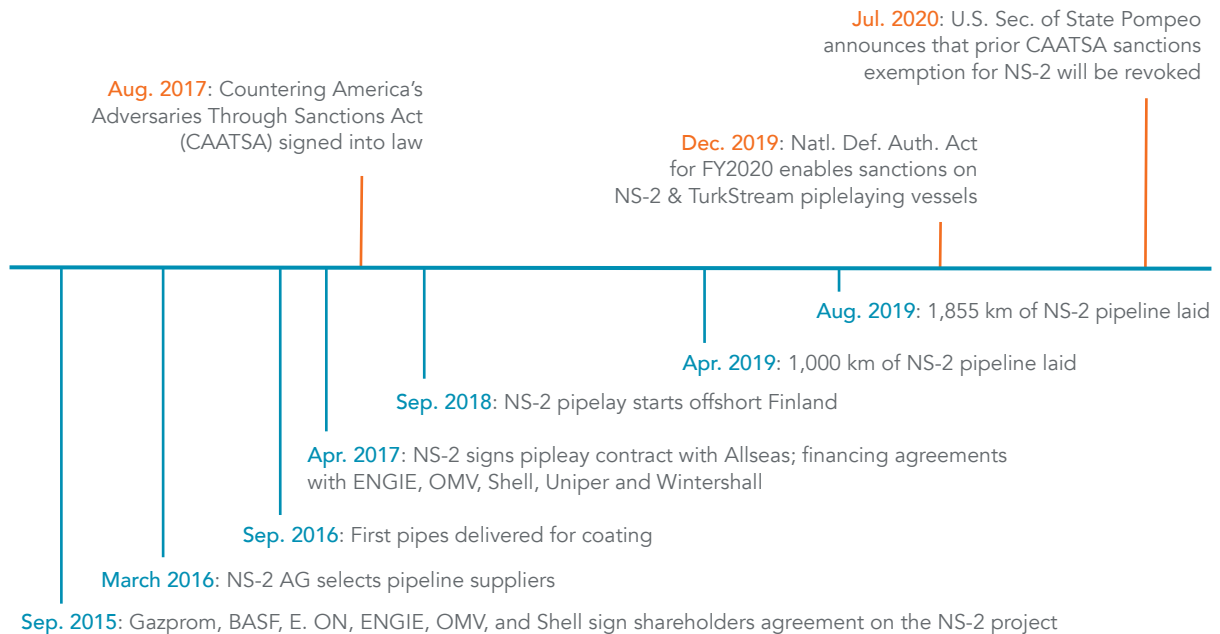 Jul. 2020: U.S. Sec. of State Pompeo
announces that prior CAATSA sanctions
exemption for NS-2 will be revoked
Aug. 2017: Countering America's
Adversaries Through Sanctions Act
(CAATSA) signed into law
Dec. 2019: Natl. Def. Auth. Act
for FY2020 enables sanctions on
NS-2 & TurkStream piplelaying vessels
Aug. 2019: 1,855 km of NS-2 pipeline laid
Apr. 2019: 1,000 km of NS-2 pipeline laid
Sep. 2018: NS-2 pipelay starts offshort Finland
Apr. 2017: NS-2 signs pipleay contract with Allseas; financing agreements
with ENGIE, OMV, Shell, Uniper and Wintershall
Sep. 2016: First pipes delivered for coating
March 2016: NS-2 AG selects pipeline suppliers
Sep. 2015: Gazprom, BASF, E. ON, ENGIE, OMV, and Shell sign shareholders agreement on the NS-2 project